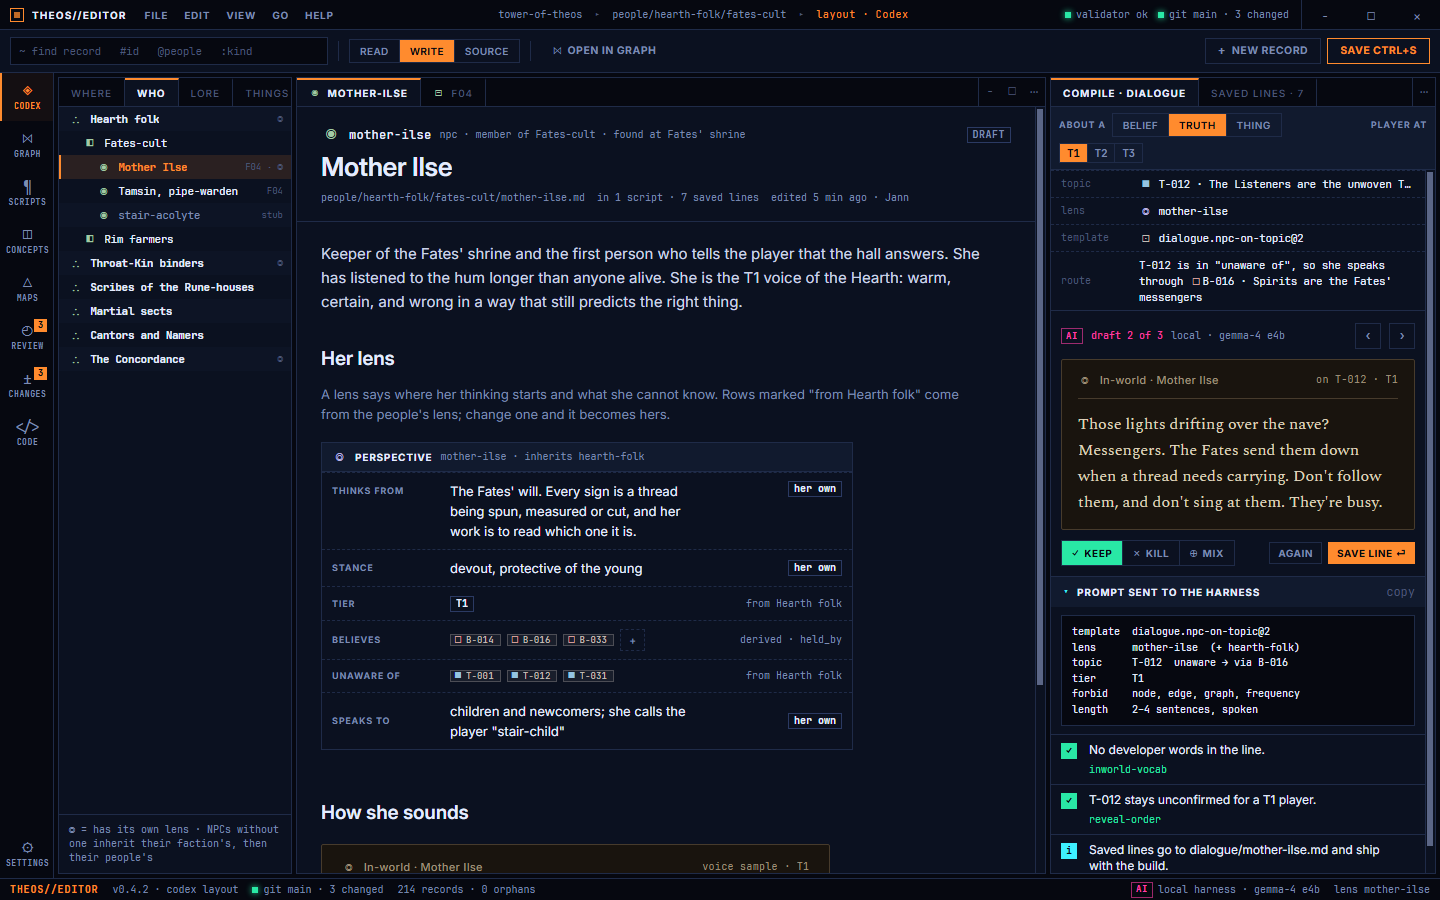 THEOS//EDITOR FILE EDIT VIEW GO HELP
tower-of-theos ▸ people/hearth-folk/fates-cult ▸ layout · Codex
validator ok git main · 3 changed
~ find record #id @people :kind
READ WRITE SOURCE
OPEN IN GRAPH
+ NEW RECORD
SAVE CTRL+S
CODEX
GRAPH
SCRIPTS
CONCEPTS
MAPS
3
REVIEW
3
CHANGES
CODE
SETTINGS
WHERE WHO LORE THINGS
Hearth folk
Fates-cult
Mother Ilse F04 ·
Tamsin, pipe-warden F04
stair-acolyte stub
Rim farmers
Throat-Kin binders
Scribes of the Rune-houses
Martial sects
Cantors and Namers
The Concordance
= has its own lens · NPCs without
one inherit their faction's, then
their people's
MOTHER-ILSE F04
mother-ilse npc · member of Fates-cult · found at Fates' shrine
DRAFT
Mother Ilse
people/hearth-folk/fates-cult/mother-ilse.md in 1 script · 7 saved lines edited 5 min ago · Jann
Keeper of the Fates' shrine and the first person who tells the player that the hall answers. She
has listened to the hum longer than anyone alive. She is the T1 voice of the Hearth: warm,
certain, and wrong in a way that still predicts the right thing.
Her lens
A lens says where her thinking starts and what she cannot know. Rows marked "from Hearth folk" come
from the people's lens; change one and it becomes hers.
PERSPECTIVE mother-ilse · inherits hearth-folk
THINKS FROM
The Fates' will. Every sign is a thread
being spun, measured or cut, and her
work is to read which one it is.
her own
STANCE devout, protective of the young her own
TIER T1 from Hearth folk
BELIEVES B-014 B-016 B-033 + derived · held_by
UNAWARE OF T-001 T-012 T-031 from Hearth folk
SPEAKS TO
children and newcomers; she calls the
player "stair-child"
her own
How she sounds
In-world · Mother Ilse voice sample · T1
COMPILE · DIALOGUE SAVED LINES · 7
ABOUT A BELIEF TRUTH THING PLAYER AT
T1 T2 T3
topic T-012 · The Listeners are the unwoven T…
lens mother-ilse
template dialogue.npc-on-topic@2
route
T-012 is in "unaware of", so she speaks
through B-016 · Spirits are the Fates'
messengers
AI draft 2 of 3 local · gemma-4 e4b
In-world · Mother Ilse on T-012 · T1
Those lights drifting over the nave?
Messengers. The Fates send them down
when a thread needs carrying. Don't follow
them, and don't sing at them. They're busy.
✓ KEEP × KILL ⊕ MIX AGAIN SAVE LINE ⏎
PROMPT SENT TO THE HARNESS copy
template dialogue.npc-on-topic@2
lens mother-ilse (+ hearth-folk)
topic T-012 unaware → via B-016
tier T1
forbid node, edge, graph, frequency
length 2–4 sentences, spoken
No developer words in the line.
inworld-vocab
T-012 stays unconfirmed for a T1 player.
reveal-order
i Saved lines go to dialogue/mother-ilse.md and ship
with the build.
THEOS//EDITOR v0.4.2 · codex layout git main · 3 changed 214 records · 0 orphans
AI local harness · gemma-4 e4b lens mother-ilse